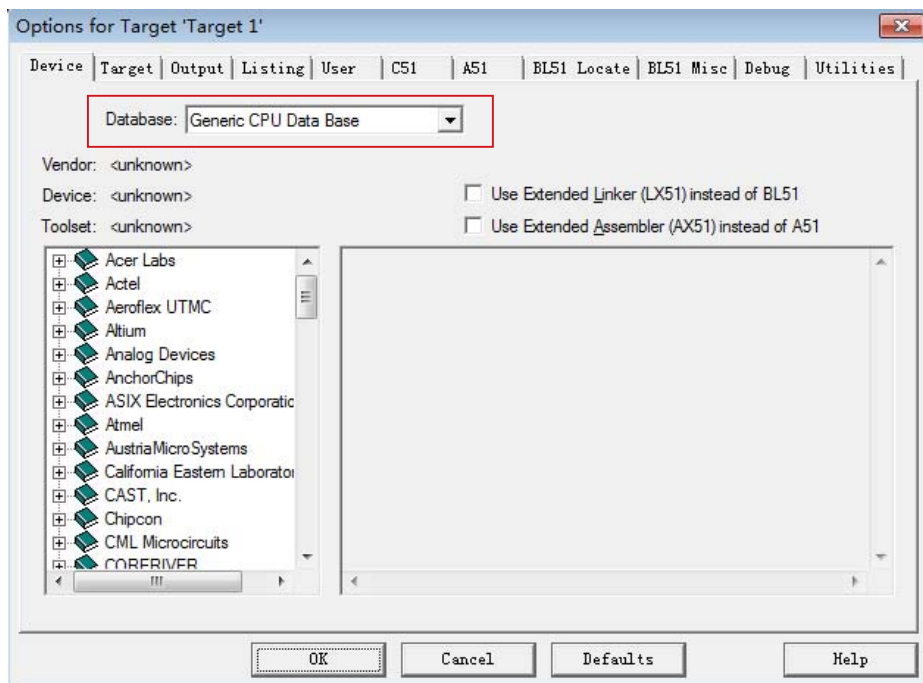 Options for Target 'Target 1'
Device Target Output Listing User C51 A51 BL51 Locate BL51 Misc Debug Utilities
Database: Generic CPU Data Base
Vendor: <unknown>
Device: <unknown>
Use Extended Linker (LX51) instead of BL51
Toolset: <unknown>
Use Extended Assembler (AX51) instead of A51
Acer Labs
Actel
Aeroflex UTMC
Altium
Analog Devices
AnchorChips
ASIX Electronics Corporatic
Atmel
AustriaMicroSystems
California Eastern Laborator
CAST, Inc.
Chipcon
CML Microcircuits
CORERIVER
OK Cancel Defaults Help